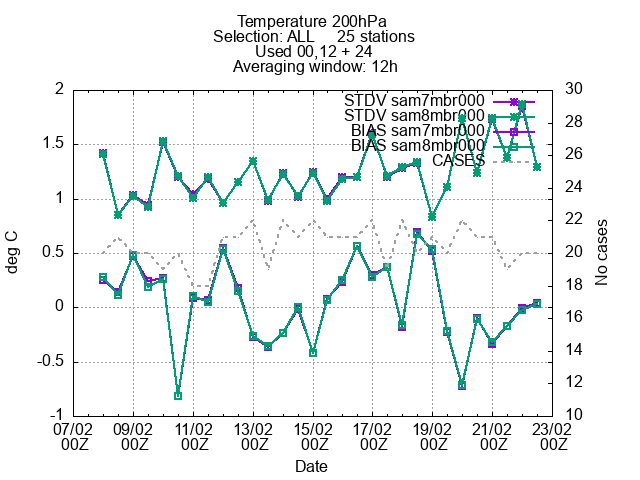 Temperature 200hPa
Selection: ALL 25 stations
Used 00,12 + 24
Averaging window: 12h
STDV sam7mbr000
STDV sam8mbr000
BIAS sam7mbr000
BIAS sam8mbr000
CASES
deg C
2
1.5
1
0.5
0
-0.5
-1
No cases
30
28
26
24
22
20
18
16
14
12
10
07/02 09/02 11/02 13/02 15/02 17/02 19/02 21/02 23/02
00Z 00Z 00Z 00Z 00Z 00Z 00Z 00Z 00Z
Date